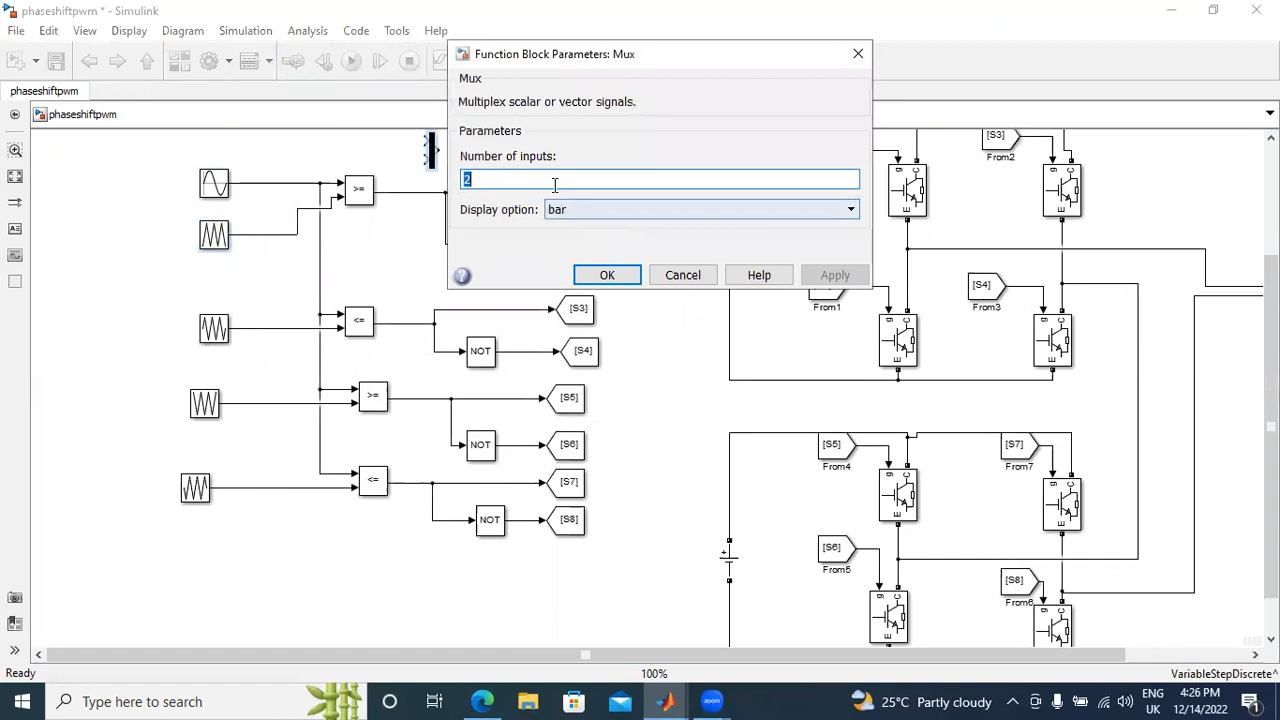 phaseshiftpwm * - Simulink
File Edit View Display Diagram Simulation Analysis Code Tools Help
phaseshiftpwm
phaseshiftpwm
Function Block Parameters: Mux
Mux
Multiplex scalar or vector signals.
Parameters
Number of inputs:
2
Display option: bar
OK Cancel Help Apply
>=
<=
NOT
[S3]
[S4]
>=
NOT
[S5]
[S6]
<=
NOT
[S7]
[S8]
[S3]
From2
g C
E
g C
E
From1
[S4]
From3
g C
E
g C
E
[S5]
From4
[S7]
From7
g C
E
g C
E
+
[S6]
From5
[S8]
From6
g C
E
g C
E
Ready
100%
VariableStepDiscrete
Type here to search
25°C Partly cloudy
ENG
UK
4:26 PM
12/14/2022
1